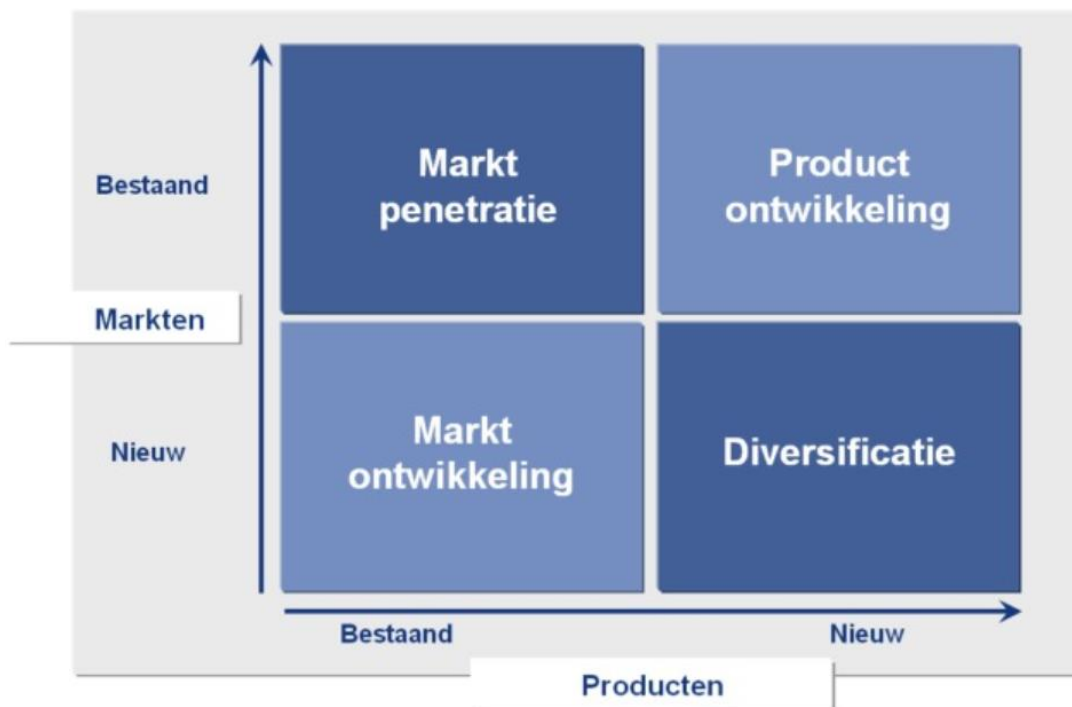 Markt
penetratie
Product
ontwikkeling
Bestaand
Markten
Markt
ontwikkeling
Diversificatie
Nieuw
Bestaand
Nieuw
Producten